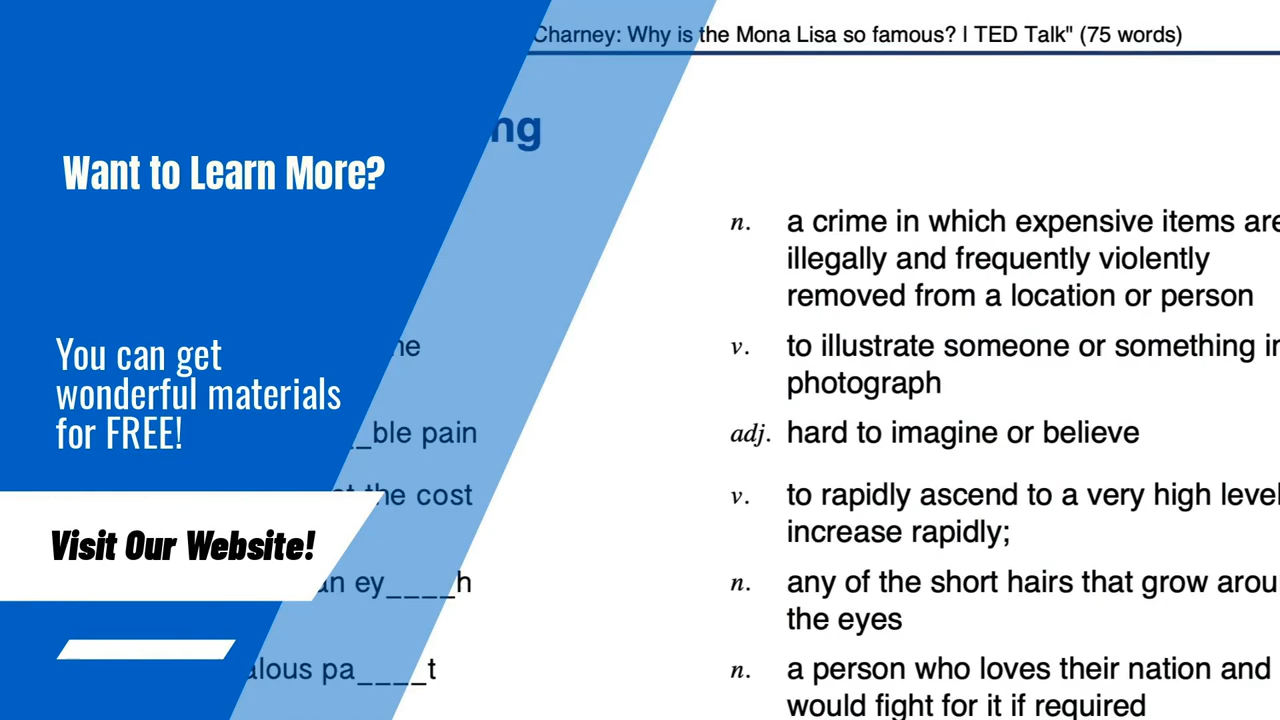 Charney: Why is the Mona Lisa so famous? | TED Talk" (75 words)
ng
Want to Learn More?
You can get
wonderful materials
for FREE!
Visit Our Website!
ne
_ble pain
the cost
an ey____h
alous pa____t
n. a crime in which expensive items are
illegally and frequently violently
removed from a location or person
v. to illustrate someone or something in
photograph
adj. hard to imagine or believe
v. to rapidly ascend to a very high level
increase rapidly;
n. any of the short hairs that grow arou
the eyes
n. a person who loves their nation and
would fight for it if required